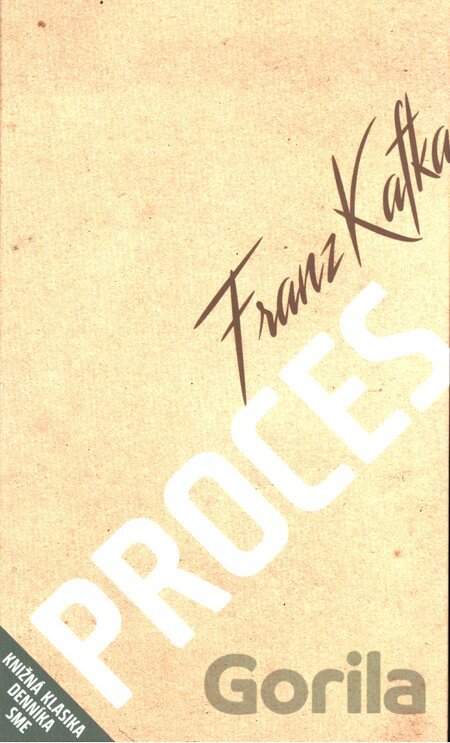 Franz Kafka
PROCES
KNIŽNÁ KLASIKA
DENNÍKA
SME
Gorila